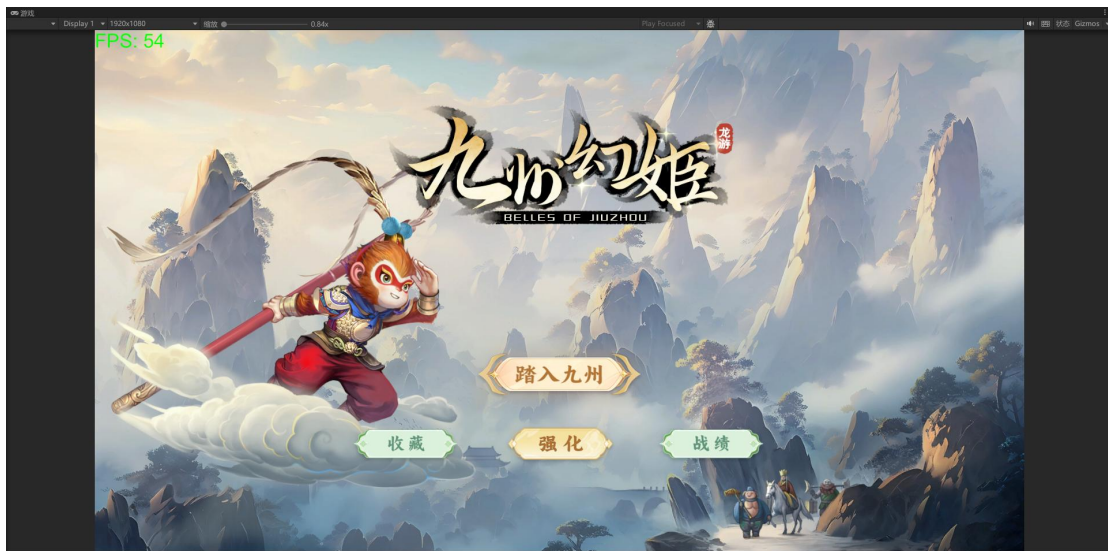 游戏
Display 1 1920x1080 缩放 0.84x Play Focused 状态 Gizmos
FPS: 54
九州幻姬
龙游
BELLES OF JIUZHOU
踏入九州
收藏 强化 战绩